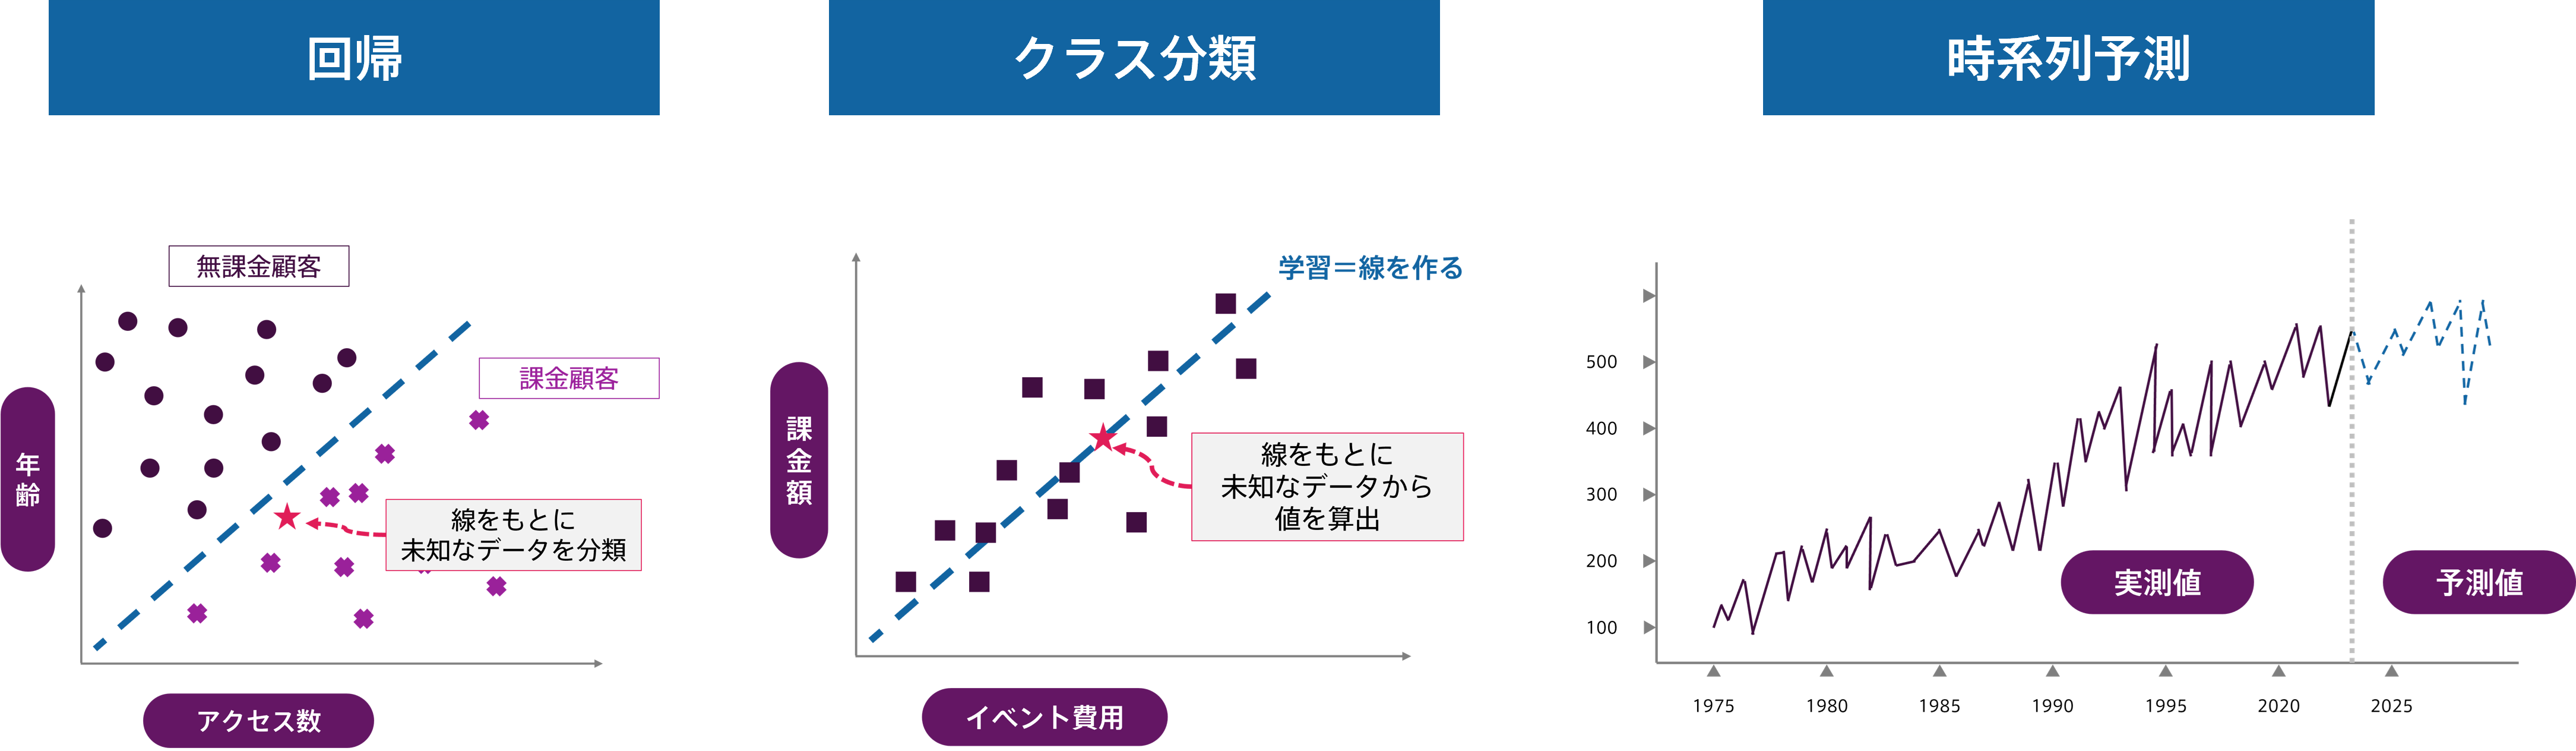 回帰
クラス分類
時系列予測
無課金顧客
課金顧客
年齢
線をもとに
未知なデータを分類
アクセス数
学習＝線を作る
課金額
線をもとに
未知なデータから
値を算出
イベント費用
500
400
300
200
100
実測値
予測値
1975
1980
1985
1990
1995
2020
2025